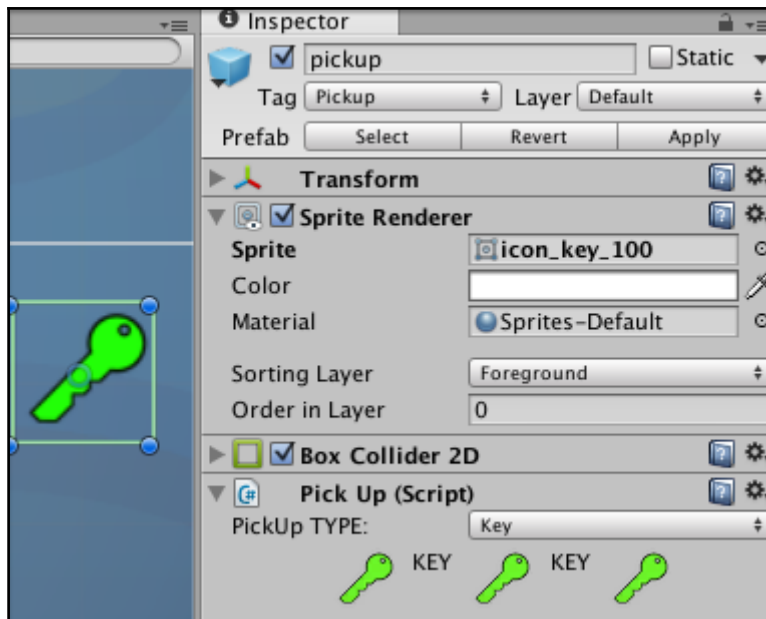 Inspector
pickup Static
Tag Pickup Layer Default
Prefab Select Revert Apply
Transform
Sprite Renderer
Sprite icon_key_100
Color
Material Sprites-Default
Sorting Layer Foreground
Order in Layer 0
Box Collider 2D
C# Pick Up (Script)
PickUp TYPE: Key
KEY KEY